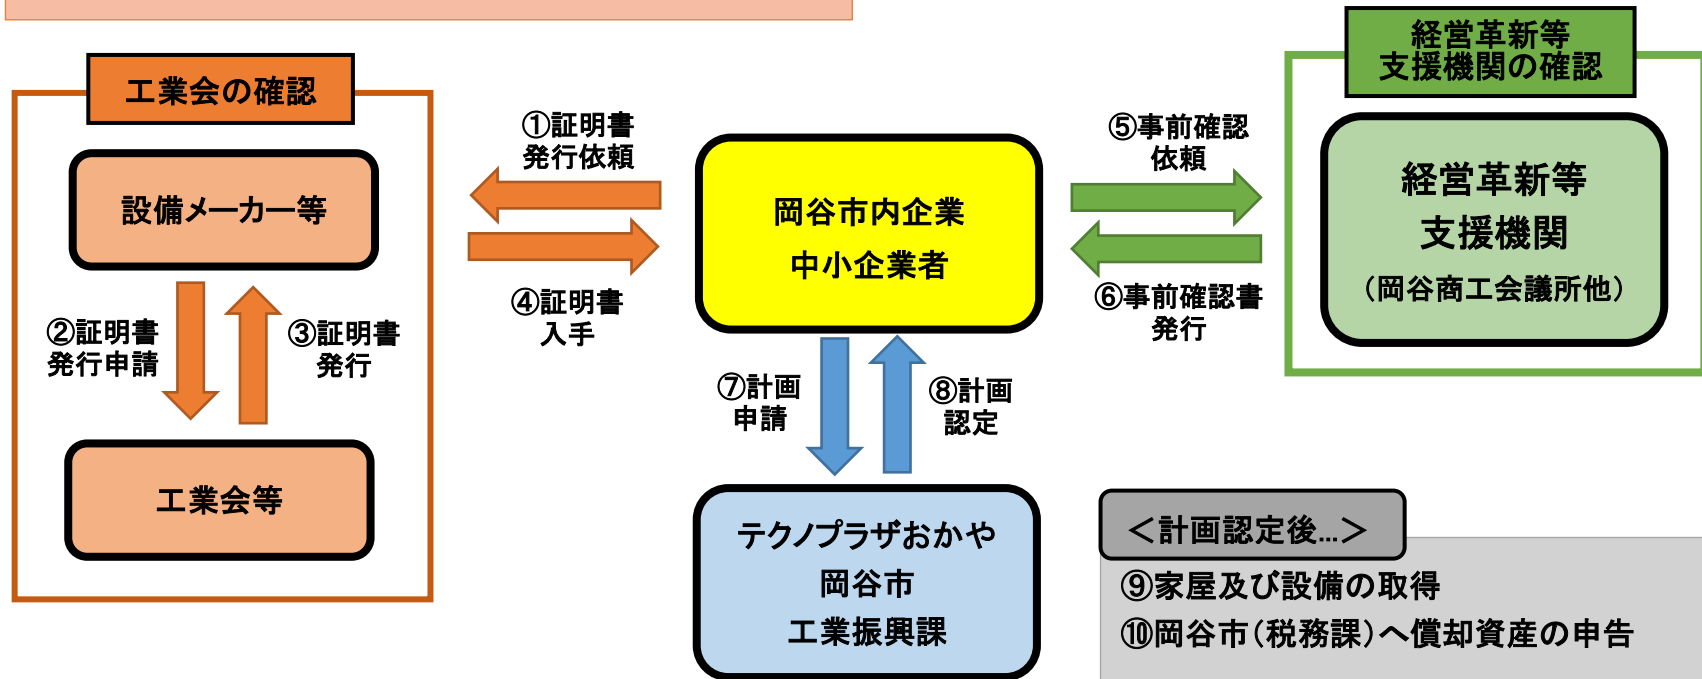 工業会の確認
設備メーカー等
②証明書
発行申請
③証明書
発行
工業会等
①証明書
発行依頼
④証明書
入手
岡谷市内企業
中小企業者
⑤事前確認
依頼
⑥事前確認書
発行
経営革新等
支援機関の確認
経営革新等
支援機関
（岡谷商工会議所他）
⑦計画
申請
⑧計画
認定
テクノプラザおかや
岡谷市
工業振興課
＜計画認定後…＞
⑨家屋及び設備の取得
⑩岡谷市（税務課）へ償却資産の申告